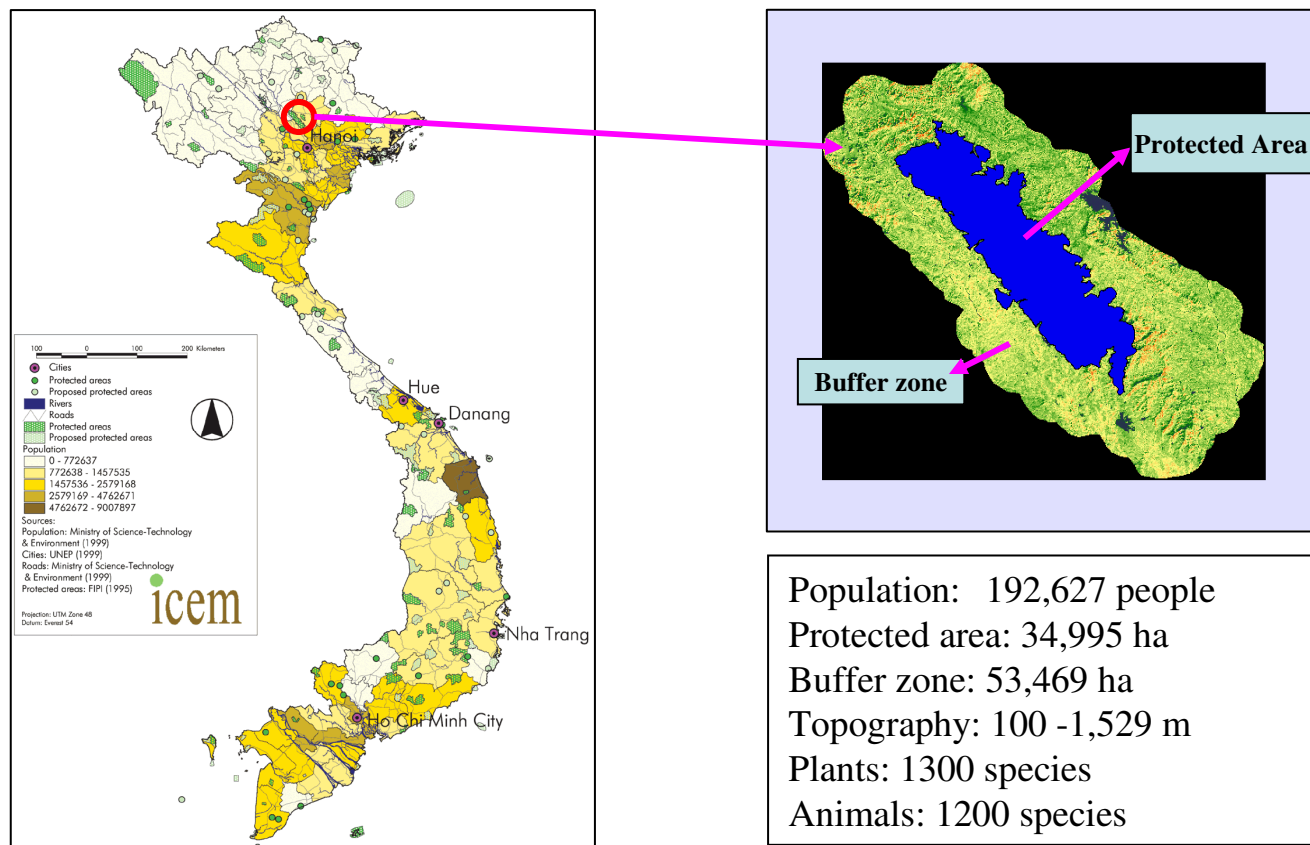 Hanoi
Hue
Danang
Nha Trang
Ho Chi Minh City
100 0 100 200 Kilometers
Cities
Protected areas
Proposed protected areas
Rivers
Roads
Protected areas
Proposed protected areas
Population
0 - 772637
772638 - 1457535
1457536 - 2579168
2579169 - 4762671
4762672 - 9007897
Sources:
Population: Ministry of Science-Technology
& Environment (1999)
Cities: UNEP (1999)
Roads: Ministry of Science-Technology
& Environment (1999)
Protected areas: FIPI (1995)
icem
Projection: UTM Zone 48
Datum: Everest 54
Protected Area
Buffer zone
Population: 192,627 people
Protected area: 34,995 ha
Buffer zone: 53,469 ha
Topography: 100 -1,529 m
Plants: 1300 species
Animals: 1200 species